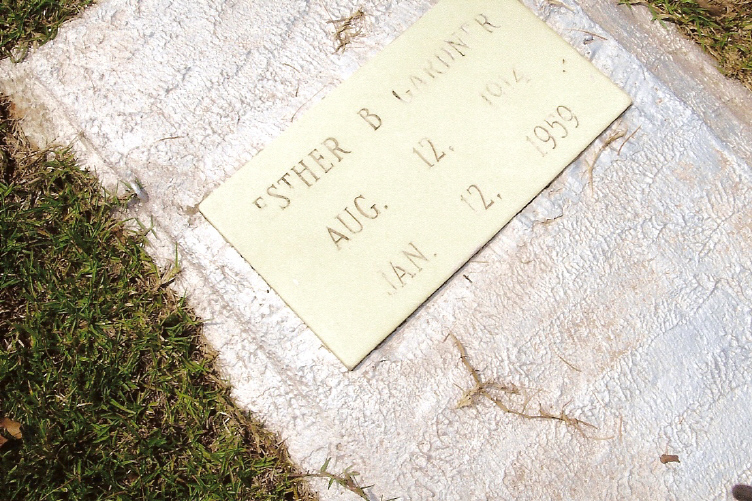 ESTHER B GARDNER
AUG. 12, 1912
JAN. 12, 1959